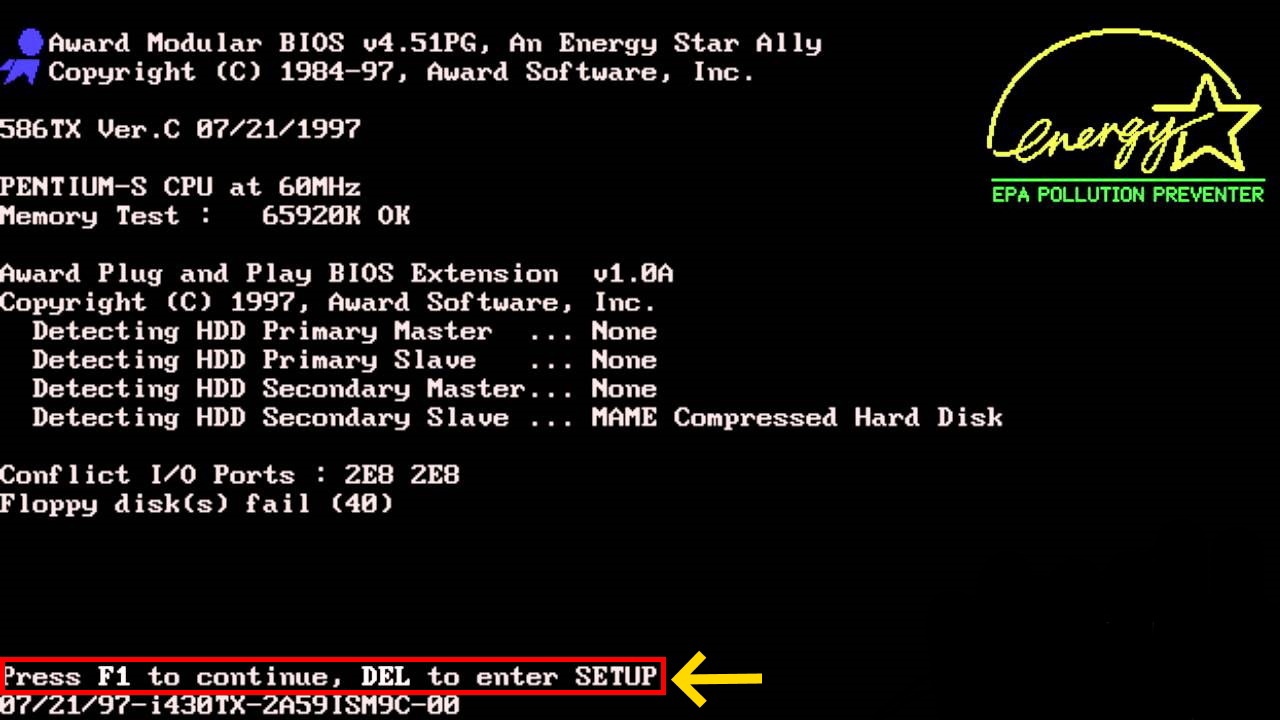 Award Modular BIOS v4.51PG, An Energy Star Ally
Copyright (C) 1984-97, Award Software, Inc.
energy
EPA POLLUTION PREVENTER
586TX Ver.C 07/21/1997
PENTIUM-S CPU at 60MHz
Memory Test :   65920K OK
Award Plug and Play BIOS Extension  v1.0A
Copyright (C) 1997, Award Software, Inc.
Detecting HDD Primary Master   ... None
Detecting HDD Primary Slave    ... None
Detecting HDD Secondary Master... None
Detecting HDD Secondary Slave  ... MAME Compressed Hard Disk
Conflict I/O Ports : 2E8 2E8
Floppy disk(s) fail (40)
Press F1 to continue, DEL to enter SETUP
07/21/97-i430TX-2A59ISM9C-00